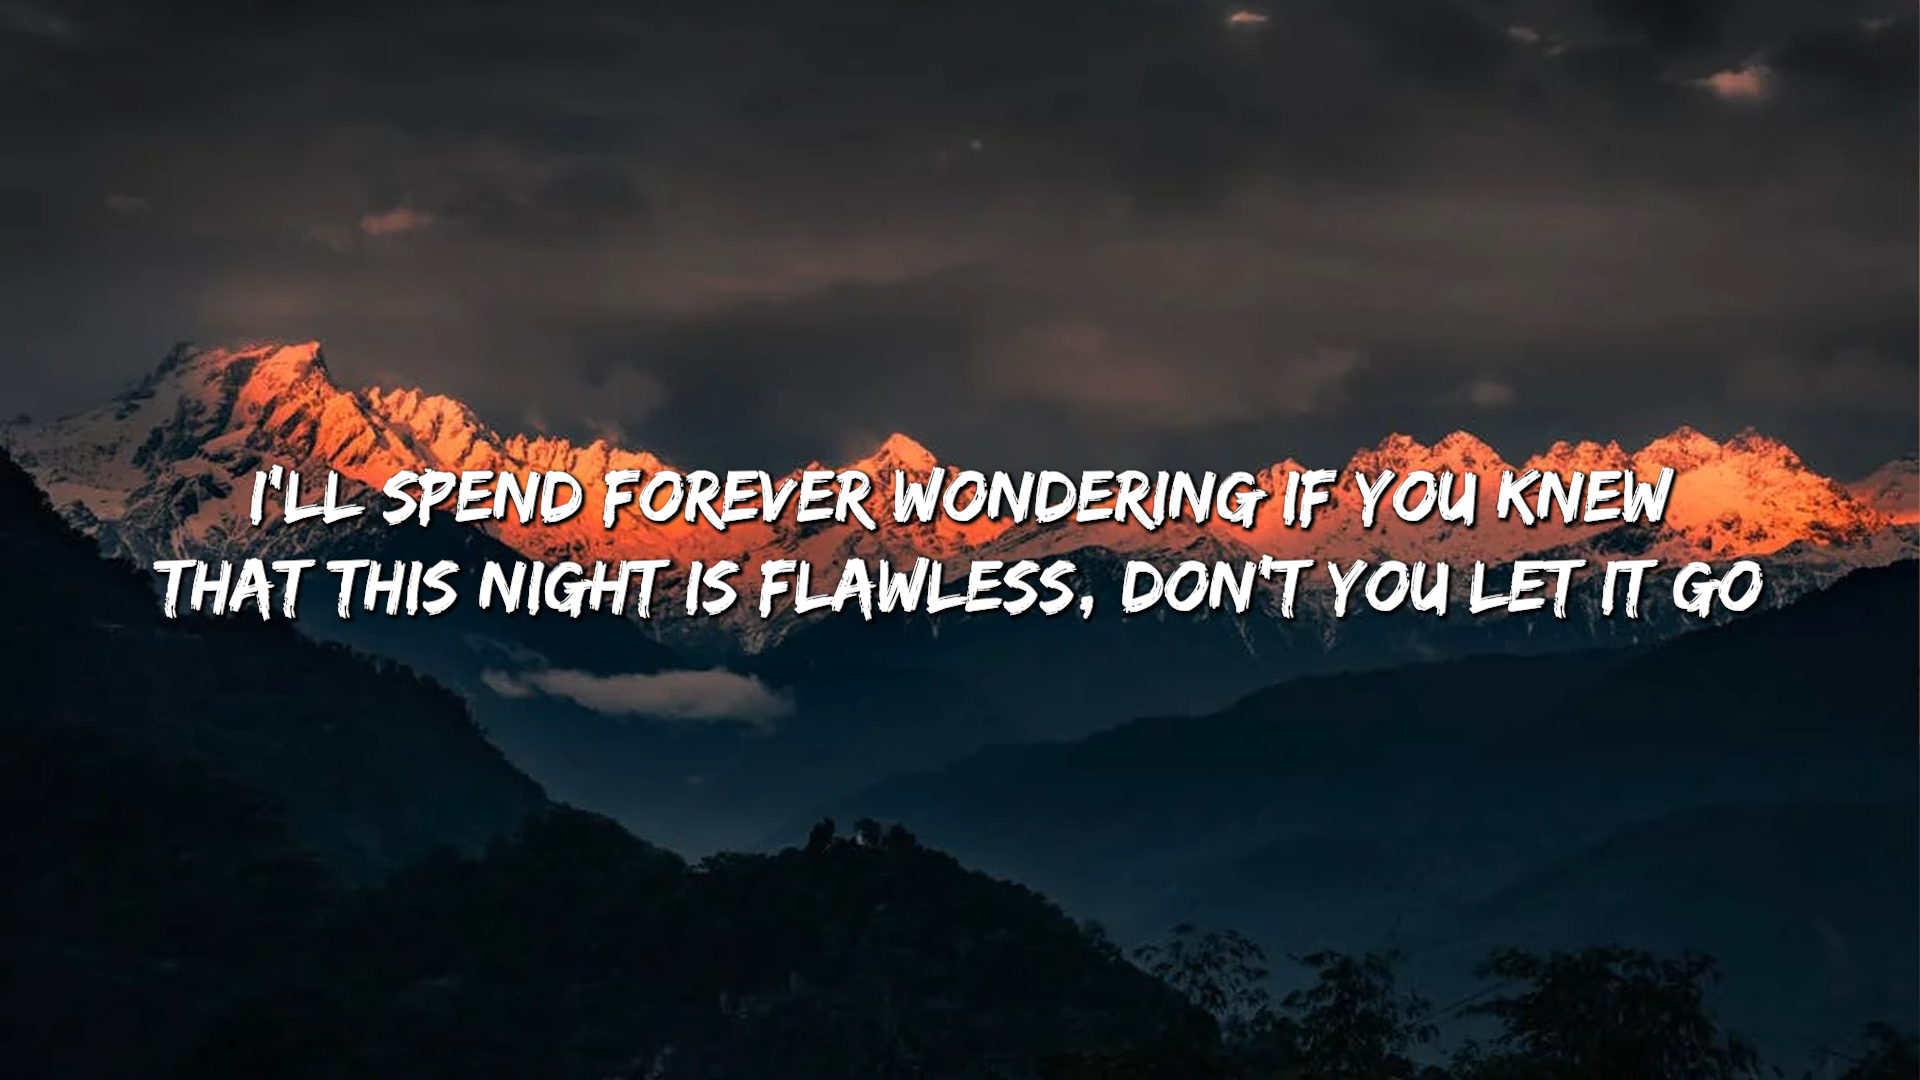 I'LL SPEND FOREVER WONDERING IF YOU KNEW
THAT THIS NIGHT IS FLAWLESS, DON'T YOU LET IT GO